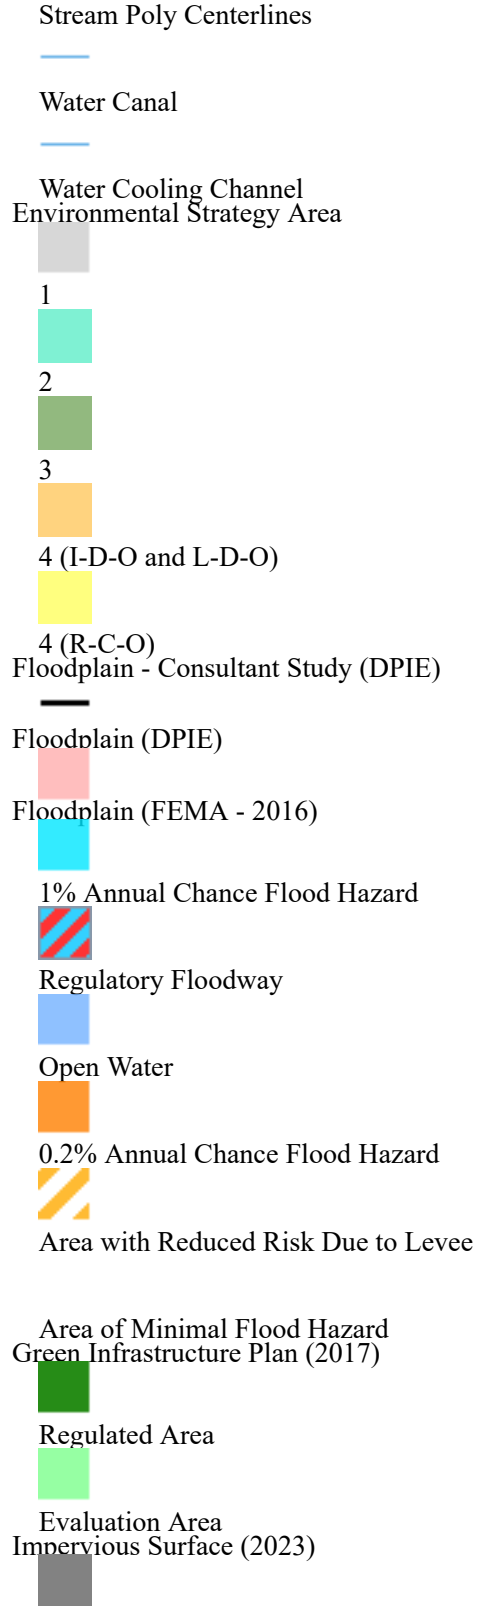 Stream Poly Centerlines
Water Canal
Water Cooling Channel
Environmental Strategy Area
1
2
3
4 (I-D-O and L-D-O)
4 (R-C-O)
Floodplain - Consultant Study (DPIE)
Floodplain (DPIE)
Floodplain (FEMA - 2016)
1% Annual Chance Flood Hazard
Regulatory Floodway
Open Water
0.2% Annual Chance Flood Hazard
Area with Reduced Risk Due to Levee
Area of Minimal Flood Hazard
Green Infrastructure Plan (2017)
Regulated Area
Evaluation Area
Impervious Surface (2023)